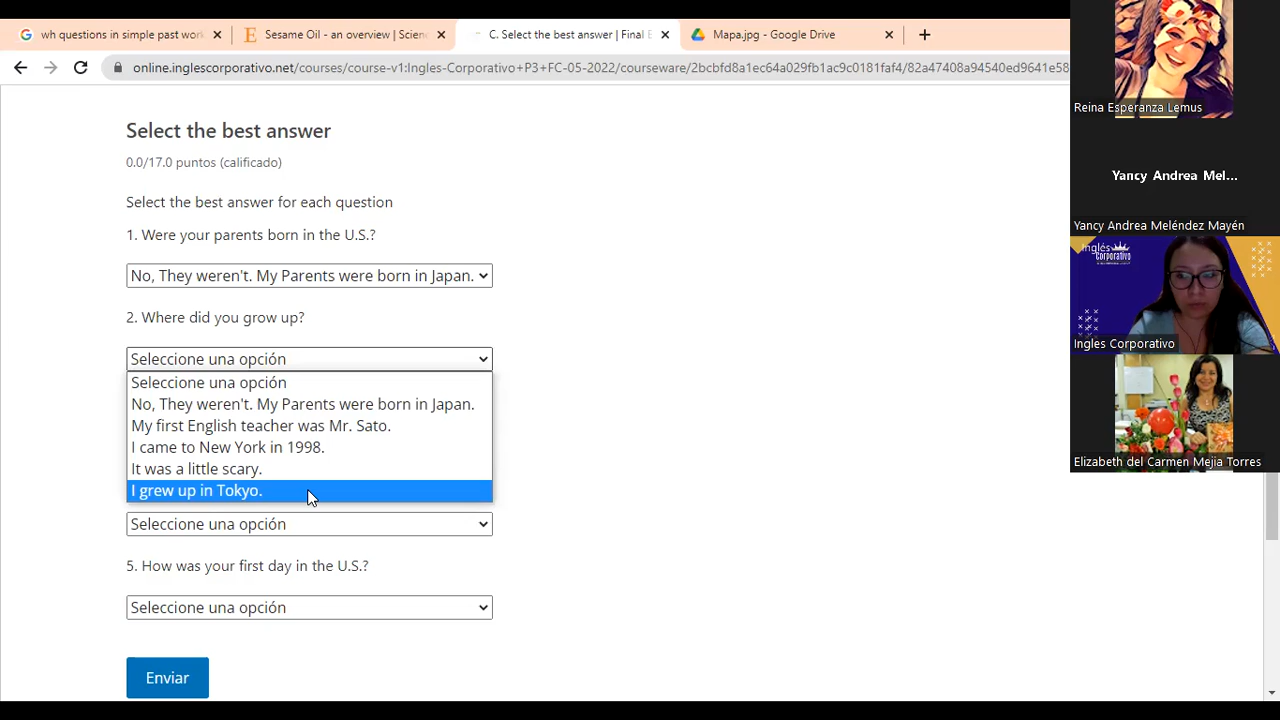 wh questions in simple past work
Sesame Oil - an overview | Scien
C. Select the best answer | Final E
Mapa.jpg - Google Drive
online.inglescorporativo.net/courses/course-v1:Ingles-Corporativo+P3+FC-05-2022/courseware/2bcbfd8a1ec64a029fb1ac9c0181faf4/82a47408a94540ed9641e58
Select the best answer
0.0/17.0 puntos (calificado)
Select the best answer for each question
1. Were your parents born in the U.S.?
No, They weren't. My Parents were born in Japan.
2. Where did you grow up?
Seleccione una opción
Seleccione una opción
No, They weren't. My Parents were born in Japan.
My first English teacher was Mr. Sato.
I came to New York in 1998.
It was a little scary.
I grew up in Tokyo.
Seleccione una opción
5. How was your first day in the U.S.?
Seleccione una opción
Enviar
Reina Esperanza Lemus
Yancy Andrea Mel...
Yancy Andrea Meléndez Mayén
Inglés
Corporativo
Ingles Corporativo
Elizabeth del Carmen Mejia Torres